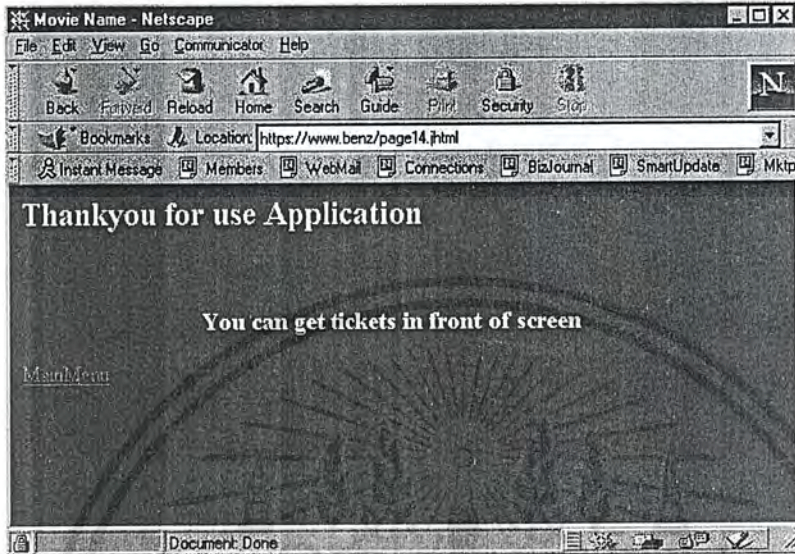 Movie Name - Netscape
File Edit View Go Communicator Help
Back Forward Reload Home Search Guide Print Security Stop
N
Bookmarks Location: https://www.benz/page14.jhtml
Instant Message Members WebMail Connections BizJournal SmartUpdate Mktp
Thankyou for use Application
You can get tickets in front of screen
MainMenu
Document: Done